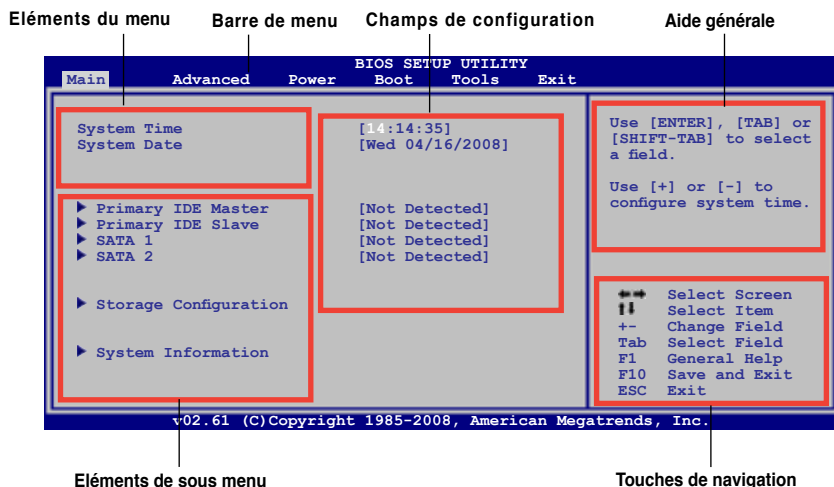 Eléments du menu Barre de menu Champs de configuration Aide générale
BIOS SETUP UTILITY
Main Advanced Power Boot Tools Exit
System Time [14:14:35]
System Date [Wed 04/16/2008]
Primary IDE Master [Not Detected]
Primary IDE Slave [Not Detected]
SATA 1 [Not Detected]
SATA 2 [Not Detected]
Storage Configuration
System Information
Use [ENTER], [TAB] or
[SHIFT-TAB] to select
a field.
Use [+] or [-] to
configure system time.
←→ Select Screen
↑↓ Select Item
+- Change Field
Tab Select Field
F1 General Help
F10 Save and Exit
ESC Exit
v02.61 (C)Copyright 1985-2008, American Megatrends, Inc.
Eléments de sous menu Touches de navigation